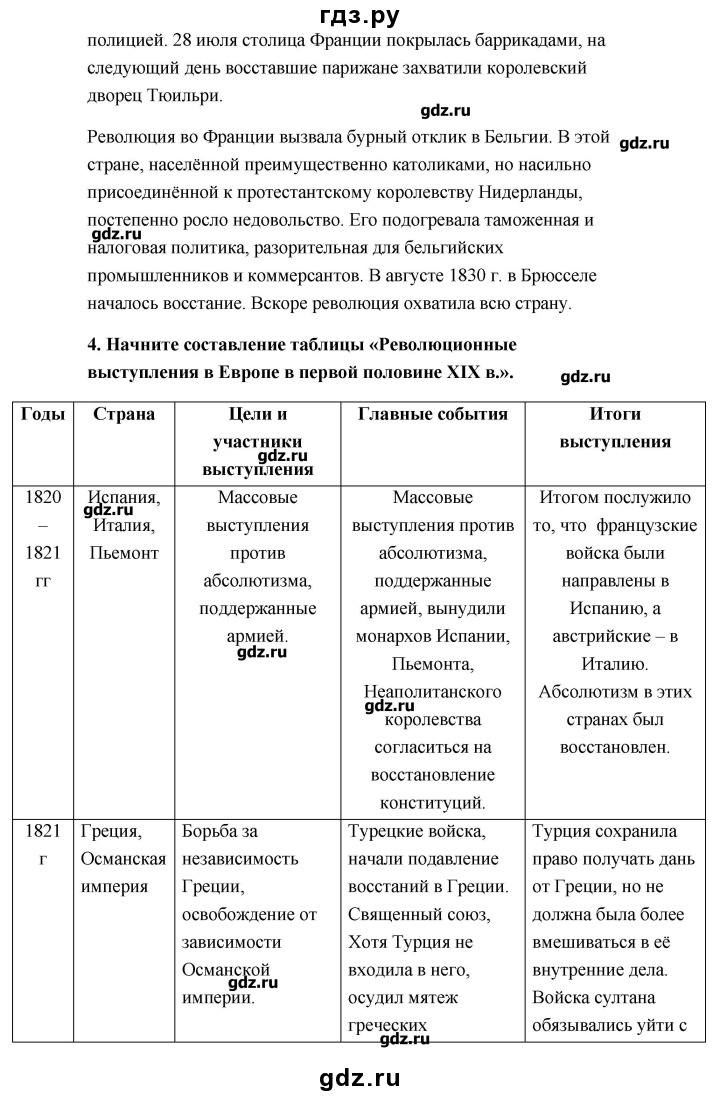 гдз.ру
полицией. 28 июля столица Франции покрылась баррикадами, на
следующий день восставшие парижане захватили королевский
дворец Тюильри.
gdz.ru
Революция во Франции вызвала бурный отклик в Бельгии. В этой
gdz.ru
стране, населённой преимущественно католиками, но насильно
присоединённой к протестантскому королевству Нидерланды,
постепенно росло недовольство. Его подогревала таможенная и
gdz.ru
налоговая политика, разорительная для бельгийских
промышленников и коммерсантов. В августе 1830 г. в Брюсселе
началось восстание. Вскоре революция охватила всю страну.
4. Начните составление таблицы «Революционные
выступления в Европе в первой половине XIX в.».
gdz.ru
Годы
Страна
Цели и
участники
выступления
gdz.ru
Главные события
Итоги
выступления
1820
–
1821
гг
Испания,
gdz.ru
Италия,
Пьемонт
Массовые
выступления
против
абсолютизма,
поддержанные
армией.
gdz.ru
Массовые
выступления против
абсолютизма,
поддержанные
армией, вынудили
монархов Испании,
Пьемонта,
Неаполитанского
gdz.ru
королевства
согласиться на
восстановление
конституций.
Итогом послужило
то, что французские
войска были
направлены в
Испанию, а
австрийские – в
Италию.
Абсолютизм в этих
странах был
восстановлен.
1821
г
Греция,
Османская
империя
Борьба за
независимость
Греции,
освобождение от
зависимости
Османской
gdz.ru
империи.
Турецкие войска,
начали подавление
восстаний в Греции.
Священный союз,
Хотя Турция не
входила в него,
осудил мятеж
греческих
gdz.ru
Турция сохранила
право получать дань
от Греции, но не
должна была более
вмешиваться в её
внутренние дела.
Войска султана
обязывались уйти с
gdz.ru